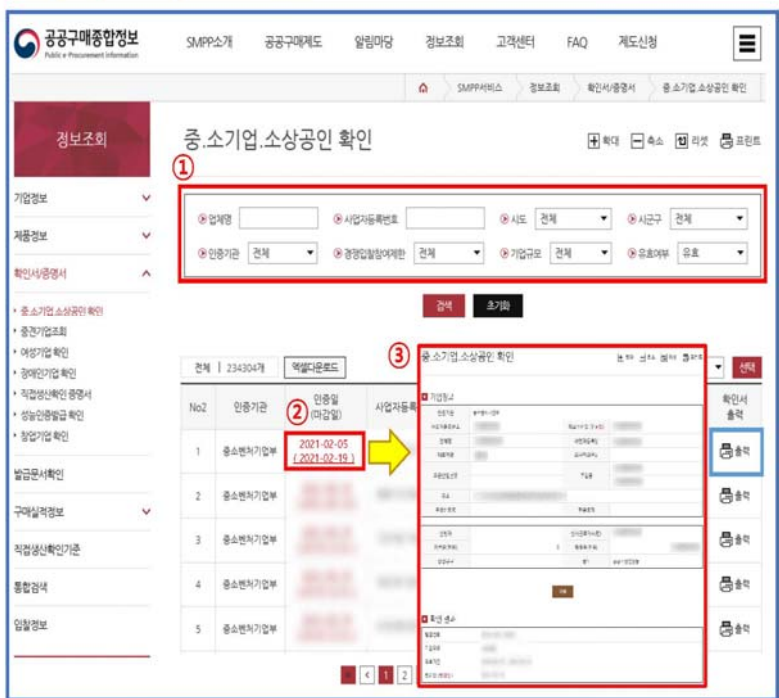 공공구매종합정보
Public e-Procurement Information
SMPP소개 공공구매제도 알림마당 정보조회 고객센터 FAQ 제도신청
SMPP서비스 정보조회 확인서/증명서 중.소기업.소상공인 확인
정보조회
중.소기업.소상공인 확인
확대 축소 리셋 프린트
①
기업정보
제품정보
확인서/증명서
중.소기업.소상공인 확인
중견기업조회
여성기업 확인
장애인기업 확인
직접생산확인 증명서
성능인증발급 확인
창업기업 확인
발급문서확인
구매실적정보
직접생산확인기준
통합검색
입찰정보
업체명 사업자등록번호 시도 전체 시군구 전체
인증기관 전체 경쟁입찰참여제한 전체 기업규모 전체 유효여부 유효
검색 초기화
전체 | 234304개 엑셀다운로드 선택
No2 인증기관 인증일 (마감일) 사업자등록 확인서 출력
②
1 중소벤처기업부 2021-02-05 출력
( 2021-02-19 )
2 중소벤처기업부 출력
3 중소벤처기업부 출력
4 중소벤처기업부 출력
5 중소벤처기업부 출력
1 2
③
중.소기업.소상공인 확인
기업정보